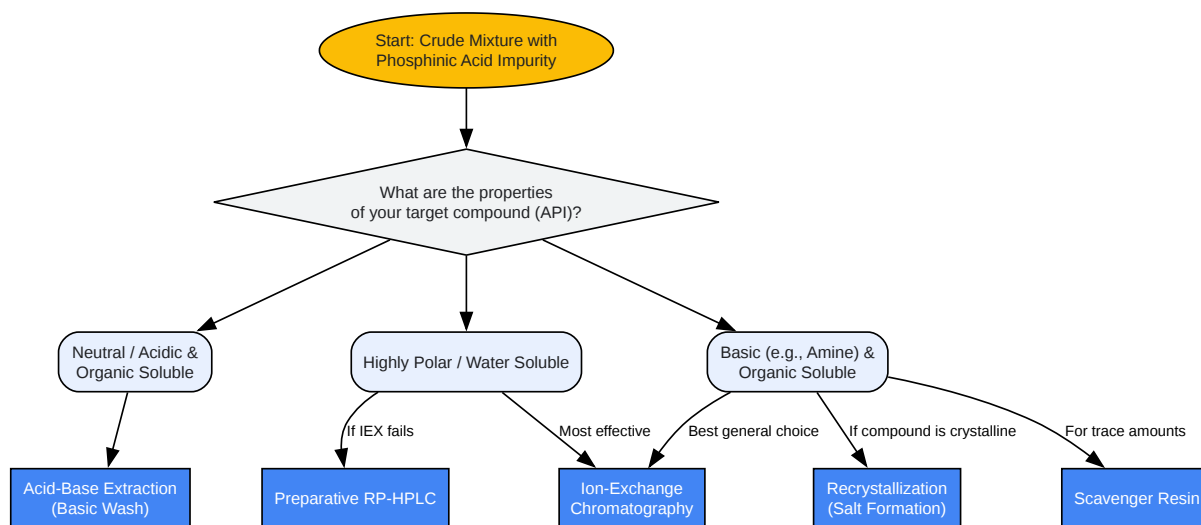 Start: Crude Mixture with
Phosphinic Acid Impurity
What are the properties
of your target compound (API)?
Neutral / Acidic &
Organic Soluble
Highly Polar / Water Soluble
Basic (e.g., Amine) &
Organic Soluble
If IEX fails
Most effective
Best general choice
If compound is crystalline
For trace amounts
Acid-Base Extraction
(Basic Wash)
Preparative RP-HPLC
Ion-Exchange
Chromatography
Recrystallization
(Salt Formation)
Scavenger Resin